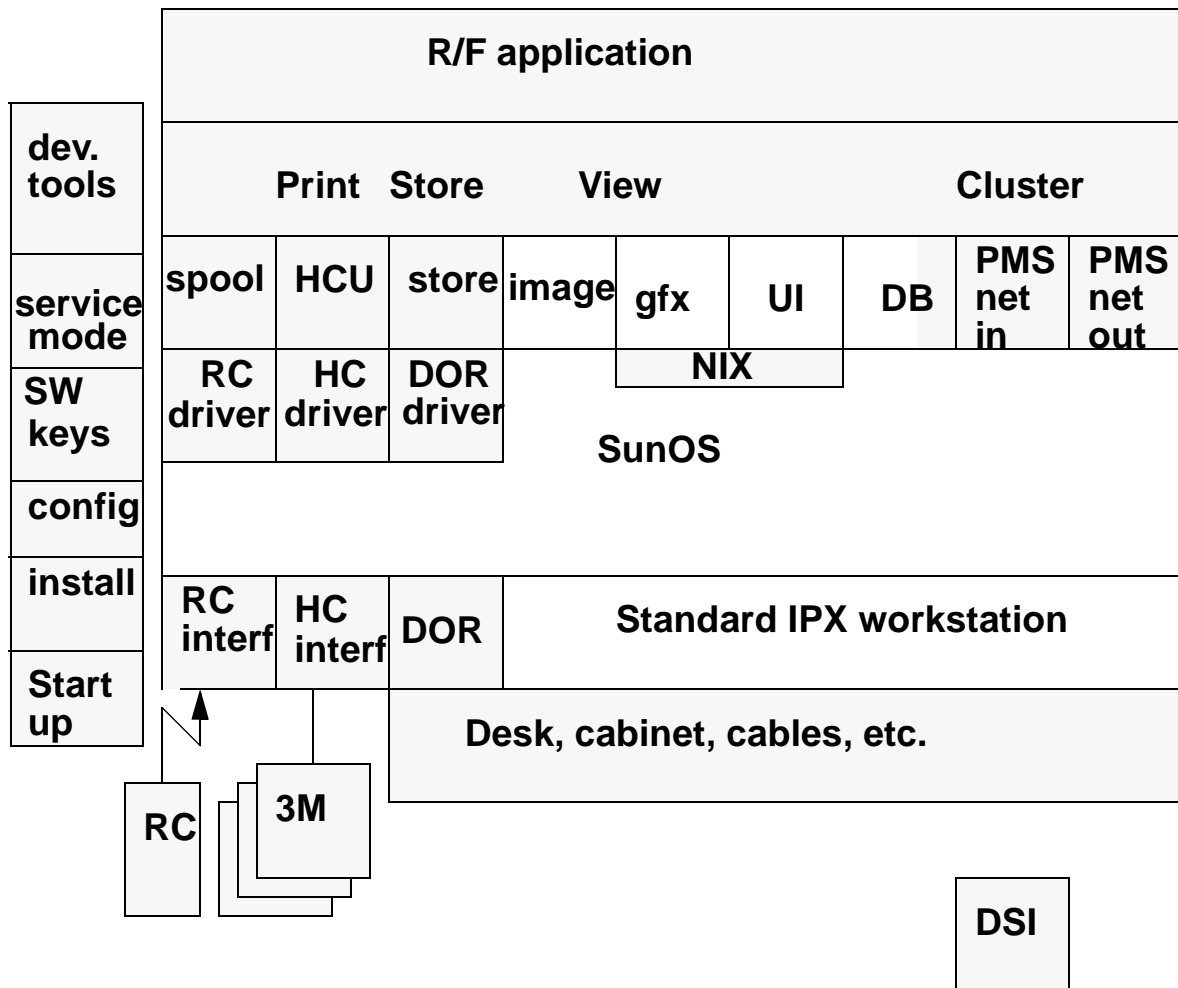 R/F application
dev.
tools
Print Store View Cluster
spool HCU store image gfx UI DB
PMS
net
in
PMS
net
out
service
mode
RC
driver
HC
driver
DOR
driver
NIX
SW
keys
SunOS
config
install
RC
interf
HC
interf
DOR
Standard IPX workstation
Start
up
Desk, cabinet, cables, etc.
RC
3M
DSI